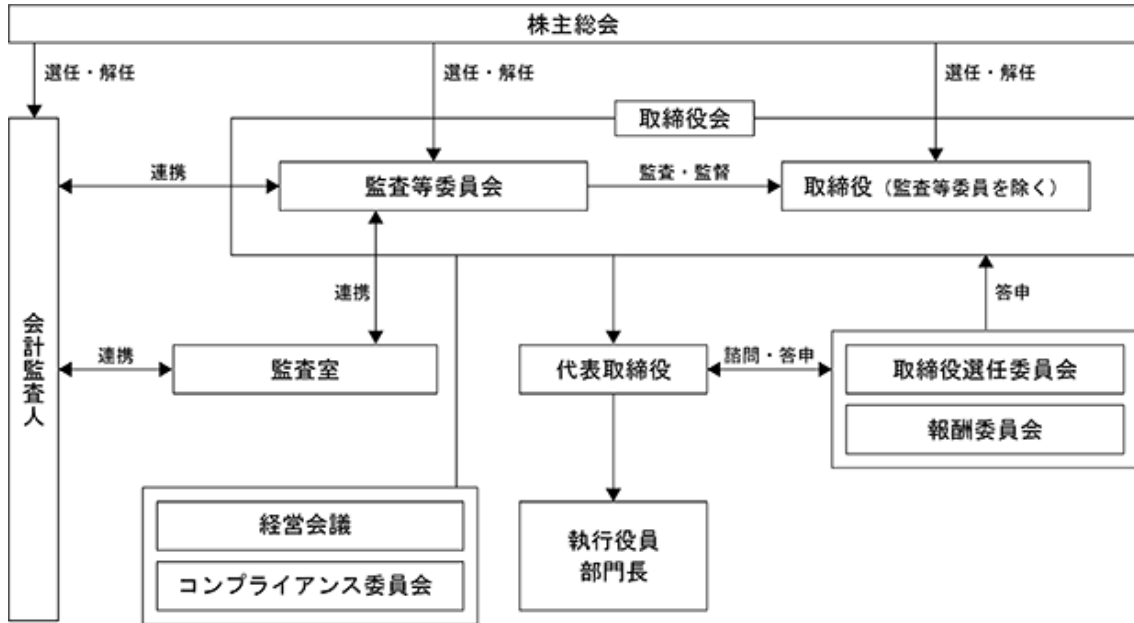 株主総会
選任・解任
選任・解任
選任・解任
取締役会
連携
監査等委員会
監査・監督
取締役（監査等委員を除く）
連携
答申
会計監査人
連携
監査室
代表取締役
諮問・答申
取締役選任委員会
報酬委員会
経営会議
コンプライアンス委員会
執行役員
部門長